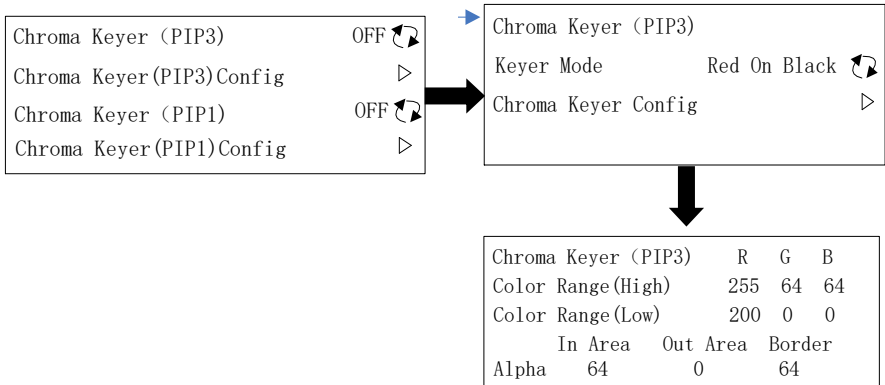 Chroma Keyer (PIP3) OFF
Chroma Keyer(PIP3)Config
Chroma Keyer (PIP1) OFF
Chroma Keyer(PIP1)Config
Chroma Keyer (PIP3)
Keyer Mode Red On Black
Chroma Keyer Config
Chroma Keyer (PIP3) R G B
Color Range(High) 255 64 64
Color Range(Low) 200 0 0
In Area Out Area Border
Alpha 64 0 64